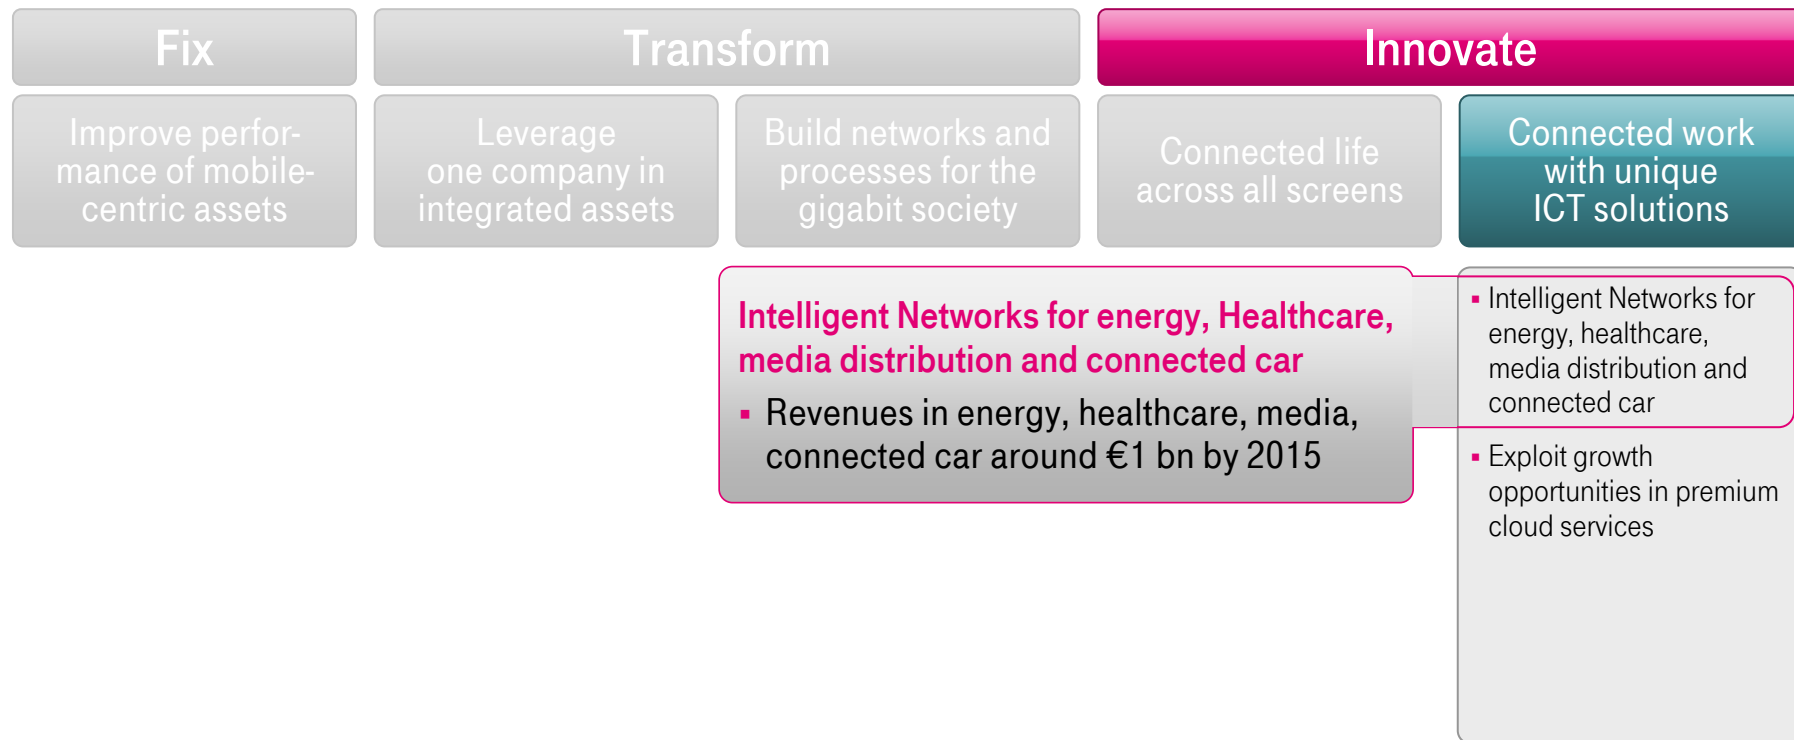 Fix
Transform
Innovate
Improve perfor-
mance of mobile-
centric assets
Leverage
one company in
integrated assets
Build networks and
processes for the
gigabit society
Connected life
across all screens
Connected work
with unique
ICT solutions
Intelligent Networks for energy, Healthcare,
media distribution and connected car
▪ Revenues in energy, healthcare, media,
connected car around €1 bn by 2015
▪ Intelligent Networks for
energy, healthcare,
media distribution and
connected car
▪ Exploit growth
opportunities in premium
cloud services